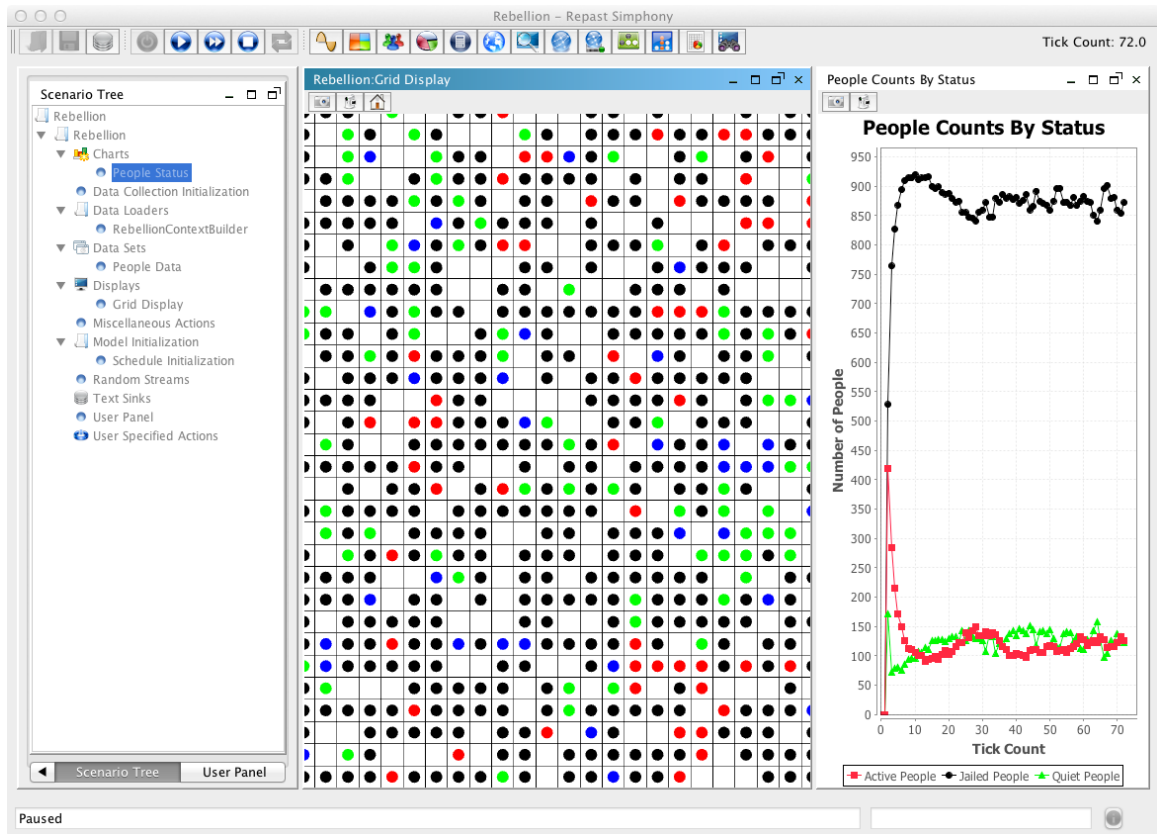 Rebellion – Repast Simphony
Tick Count: 72.0
Scenario Tree
Rebellion
Rebellion
Charts
People Status
Data Collection Initialization
Data Loaders
RebellionContextBuilder
Data Sets
People Data
Displays
Grid Display
Miscellaneous Actions
Model Initialization
Schedule Initialization
Random Streams
Text Sinks
User Panel
User Specified Actions
Scenario Tree
User Panel
Rebellion:Grid Display
People Counts By Status
People Counts By Status
950
900
850
800
750
700
650
600
550
500
450
400
350
300
250
200
150
100
50
0
Number of People
0 10 20 30 40 50 60 70
Tick Count
Active People Jailed People Quiet People
Paused